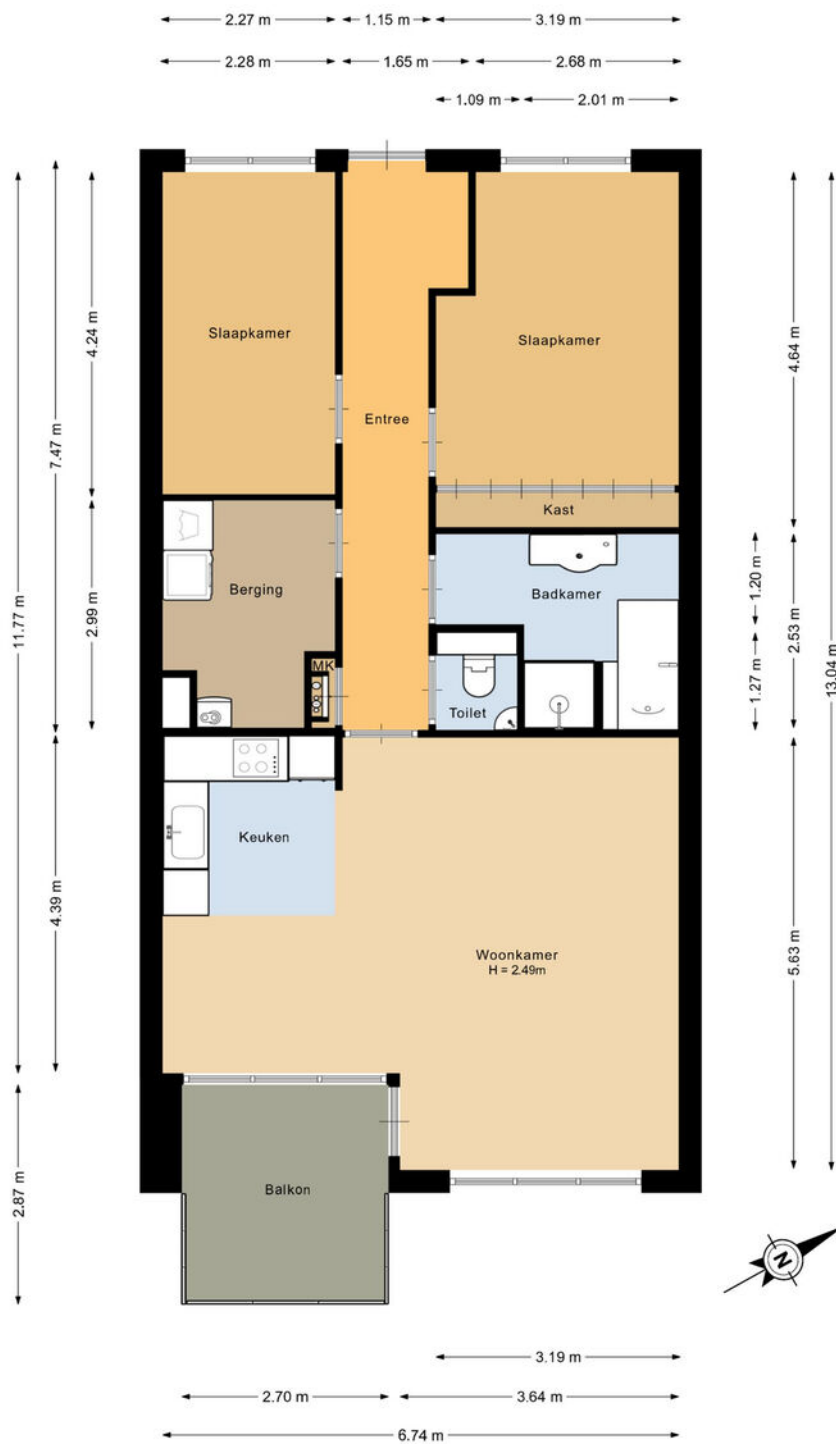 2.27 m 1.15 m 3.19 m
2.28 m 1.65 m 2.68 m
1.09 m 2.01 m
4.24 m
7.47 m
11.77 m
2.99 m
4.39 m
2.87 m
4.64 m
13.04 m
1.20 m
2.53 m
1.27 m
5.63 m
Slaapkamer
Slaapkamer
Entree
Kast
Berging
Badkamer
MK
Toilet
Keuken
Woonkamer
H = 2.49m
Balkon
N
3.19 m
2.70 m 3.64 m
6.74 m